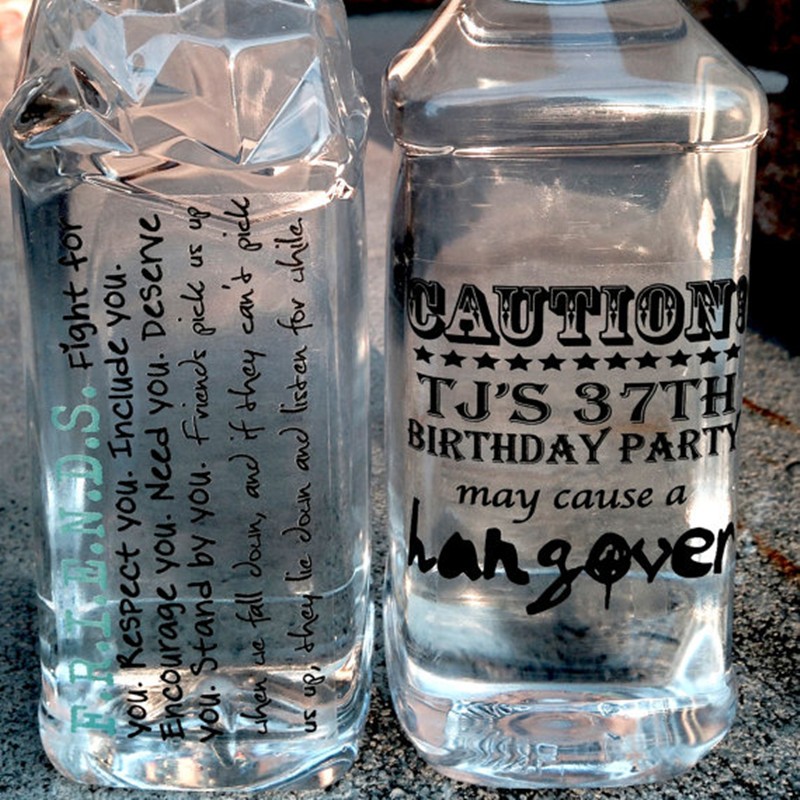 F.R.I.E.N.D.S. Fight for
you. Respect you. Include you.
Encourage you. Need you. Deserve
you. Stand by you. Friends pick us up
when we fall down, and if they can't pick
us up, they lie down and listen for while.
CAUTION!
TJ'S 37TH
BIRTHDAY PARTY
may cause a
hangover